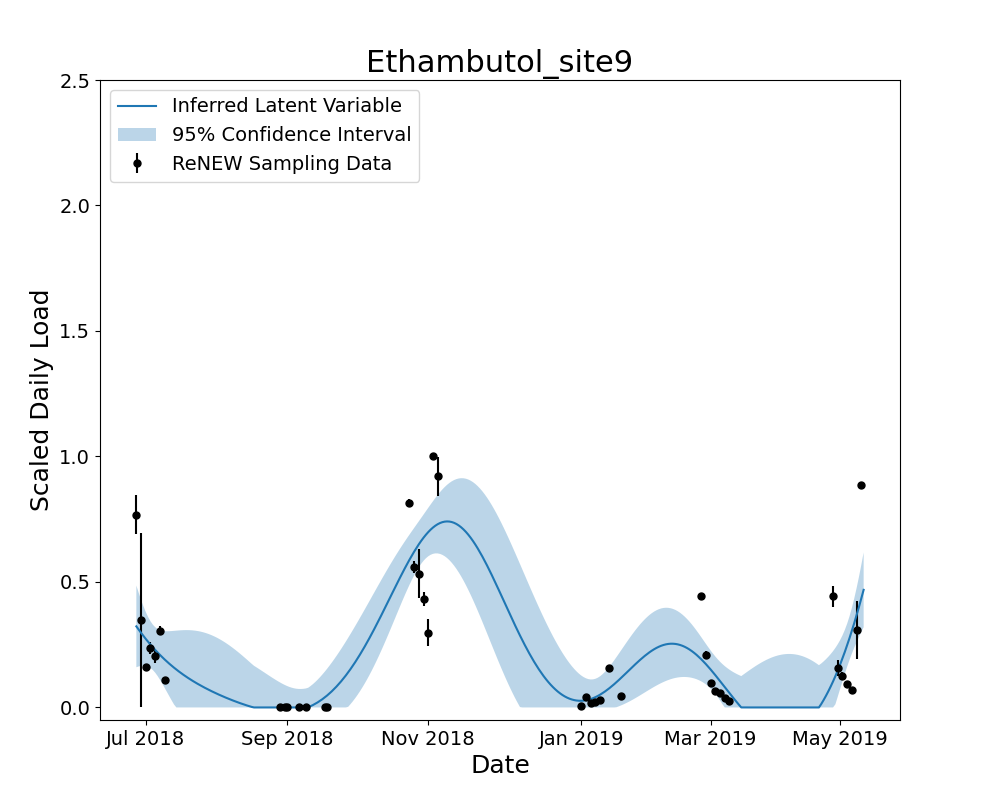 Ethambutol_site9
2.5
2.0
1.5
1.0
0.5
0.0
Scaled Daily Load
Inferred Latent Variable
95% Confidence Interval
ReNEW Sampling Data
Jul 2018
Sep 2018
Nov 2018
Jan 2019
Mar 2019
May 2019
Date